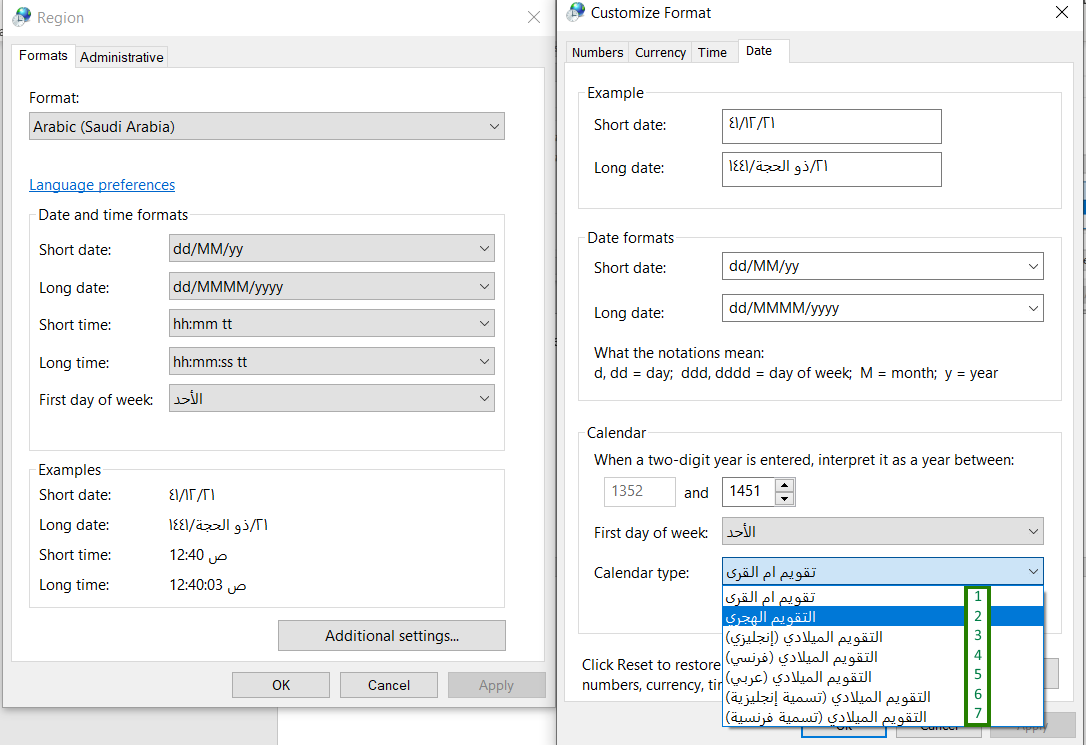 Region
Formats
Administrative
Format:
Arabic (Saudi Arabia)
Language preferences
Date and time formats
Short date:
dd/MM/yy
Long date:
dd/MMMM/yyyy
Short time:
hh:mm tt
Long time:
hh:mm:ss tt
First day of week:
الأحد
Examples
Short date:
٤١/١٢/٢١
Long date:
٢١/ذو الحجة/١٤٤١
Short time:
12:40 ص
Long time:
12:40:03 ص
Additional settings...
OK
Cancel
Apply
Customize Format
Numbers
Currency
Time
Date
Example
Short date:
٤١/١٢/٢١
Long date:
٢١/ذو الحجة/١٤٤١
Date formats
Short date:
dd/MM/yy
Long date:
dd/MMMM/yyyy
What the notations mean:
d, dd = day; ddd, dddd = day of week; M = month; y = year
Calendar
When a two-digit year is entered, interpret it as a year between:
1352 and 1451
First day of week:
الأحد
Calendar type:
تقويم ام القرى
تقويم ام القرى 1
التقويم الهجري 2
التقويم الميلادي (إنجليزي) 3
التقويم الميلادي (فرنسي) 4
التقويم الميلادي (عربي) 5
التقويم الميلادي (تسمية إنجليزية) 6
التقويم الميلادي (تسمية فرنسية) 7
Click Reset to restore
numbers, currency,
OK
Cancel
Apply